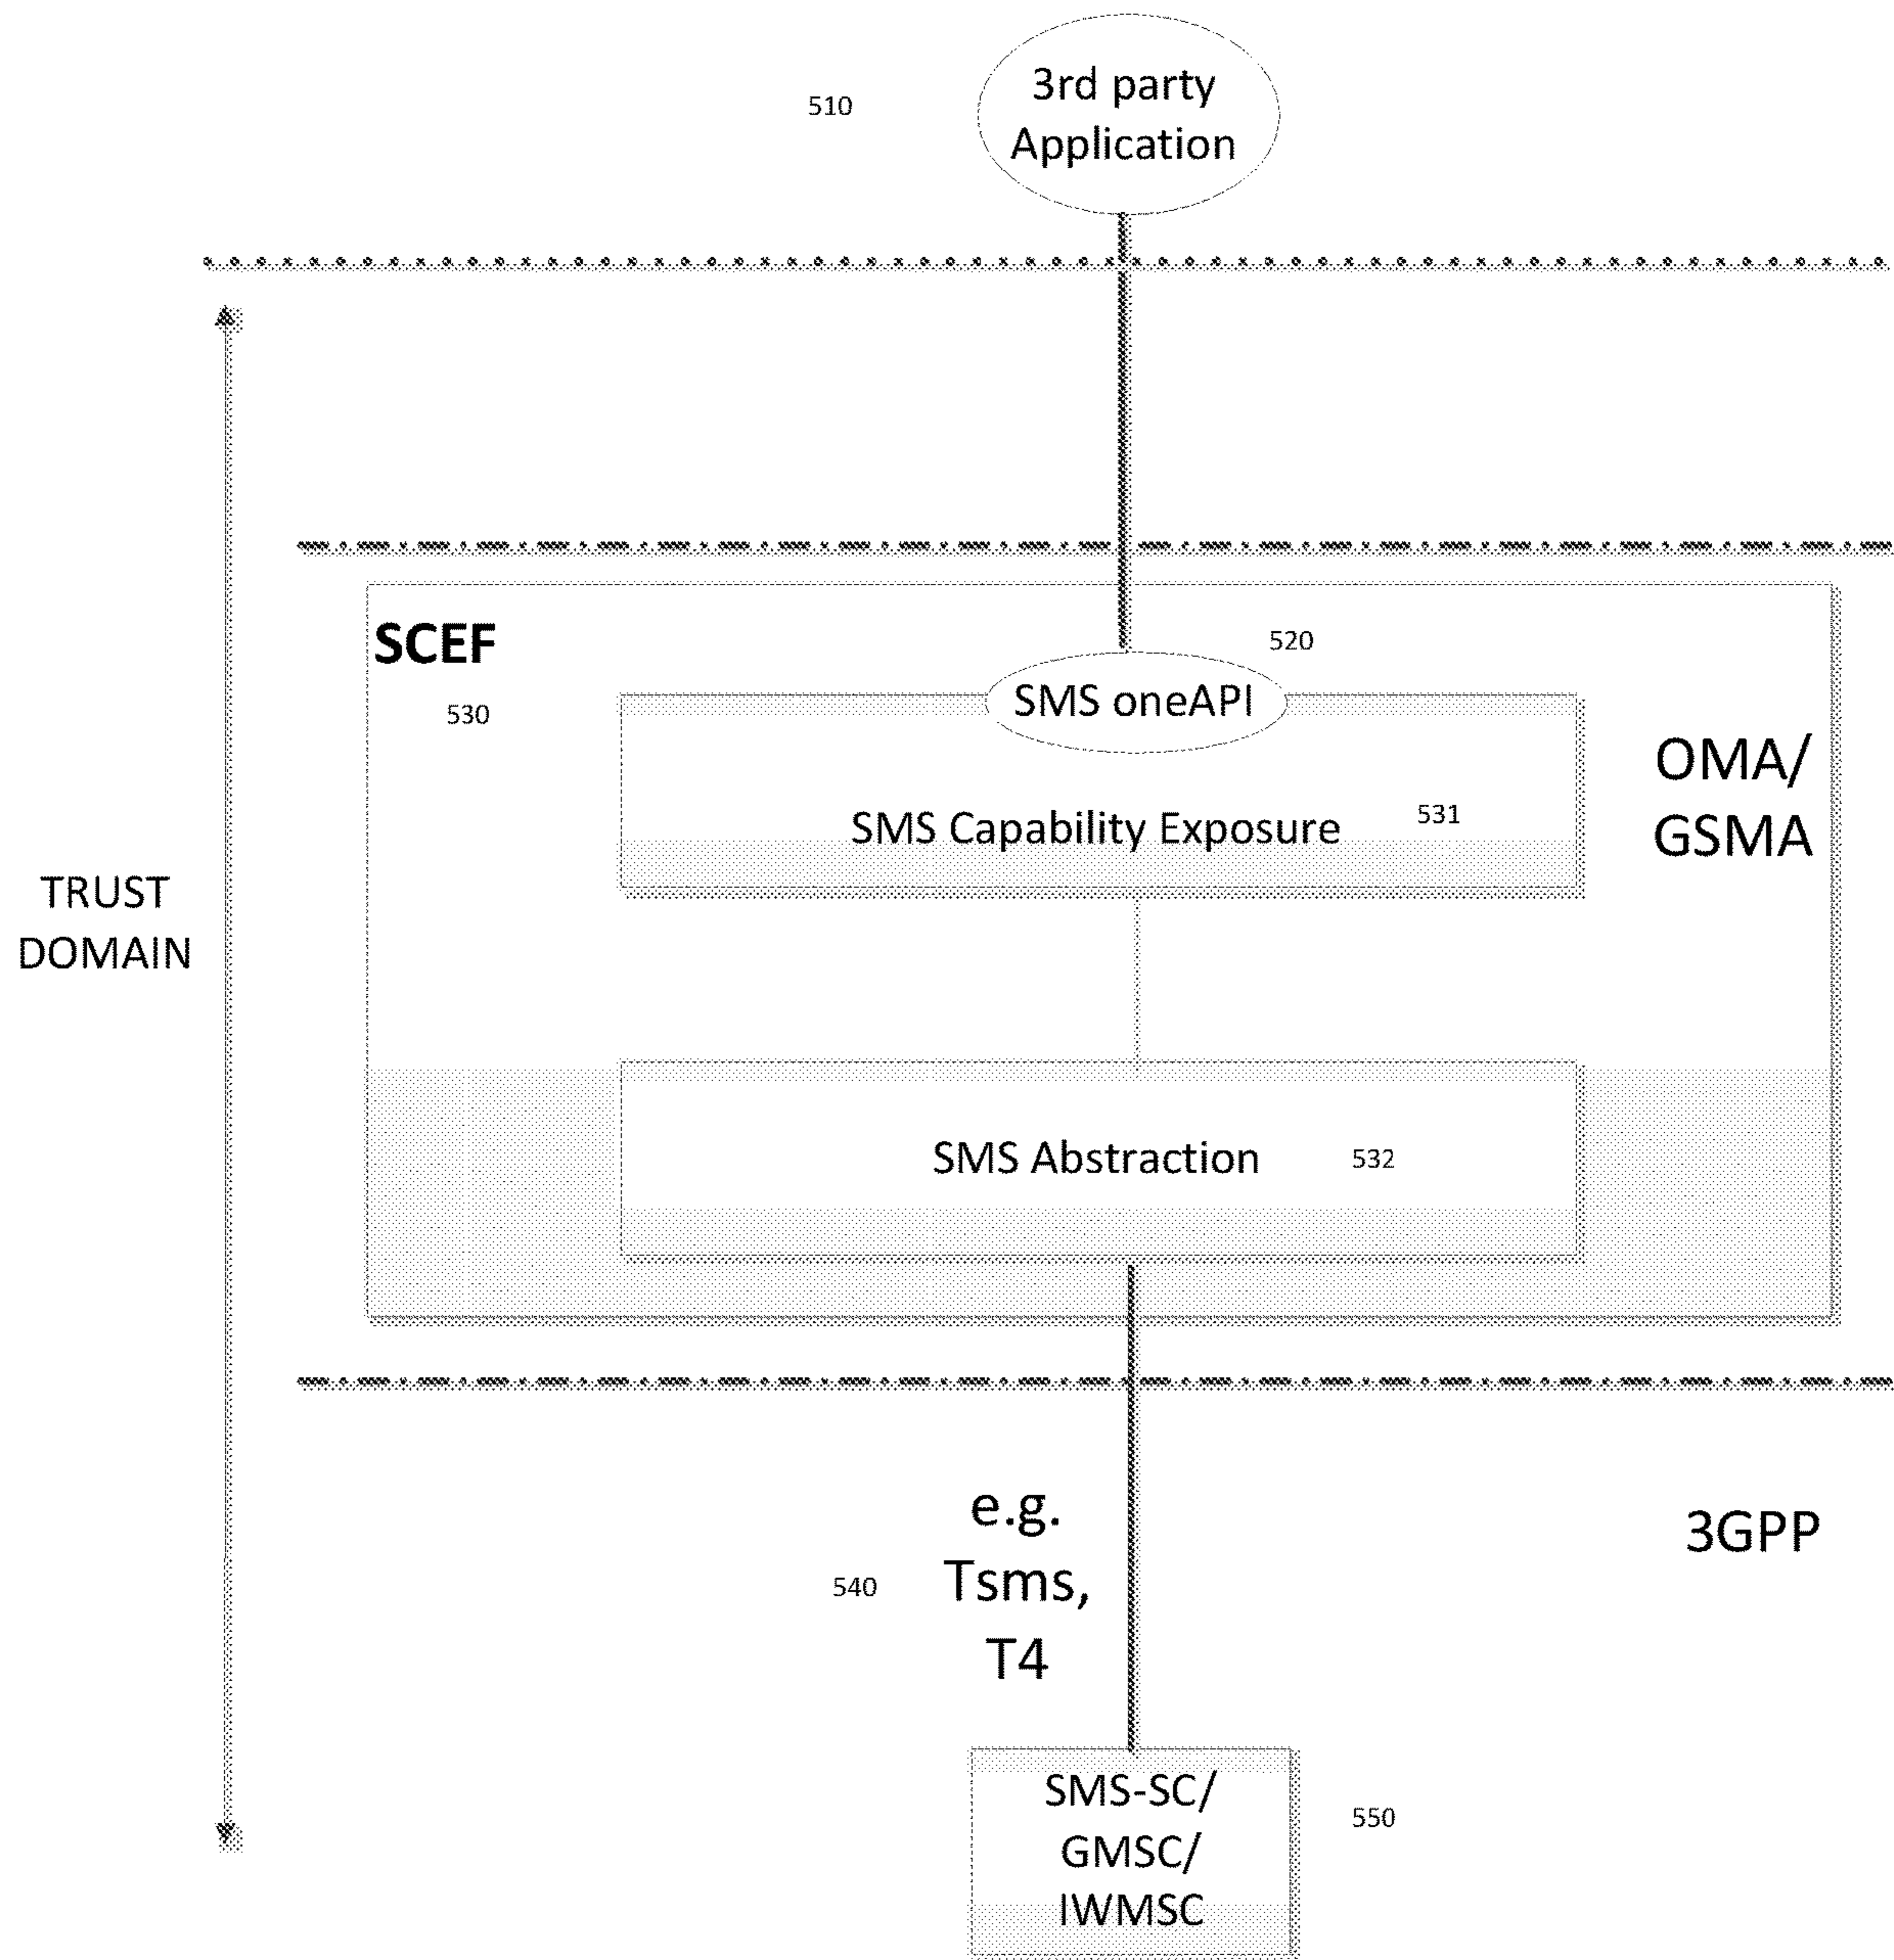 510
3rd party
Application
SCEF
530
520
SMS oneAPI
SMS Capability Exposure
531
OMA/
GSMA
TRUST
DOMAIN
SMS Abstraction
532
e.g.
Tsms,
T4
540
3GPP
SMS-SC/
GMSC/
IWMSC
550